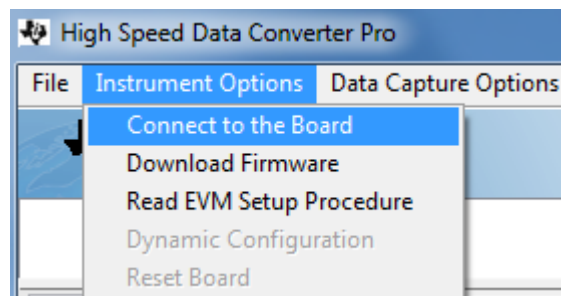 High Speed Data Converter Pro
File Instrument Options Data Capture Options
Connect to the Board
Download Firmware
Read EVM Setup Procedure
Dynamic Configuration
Reset Board